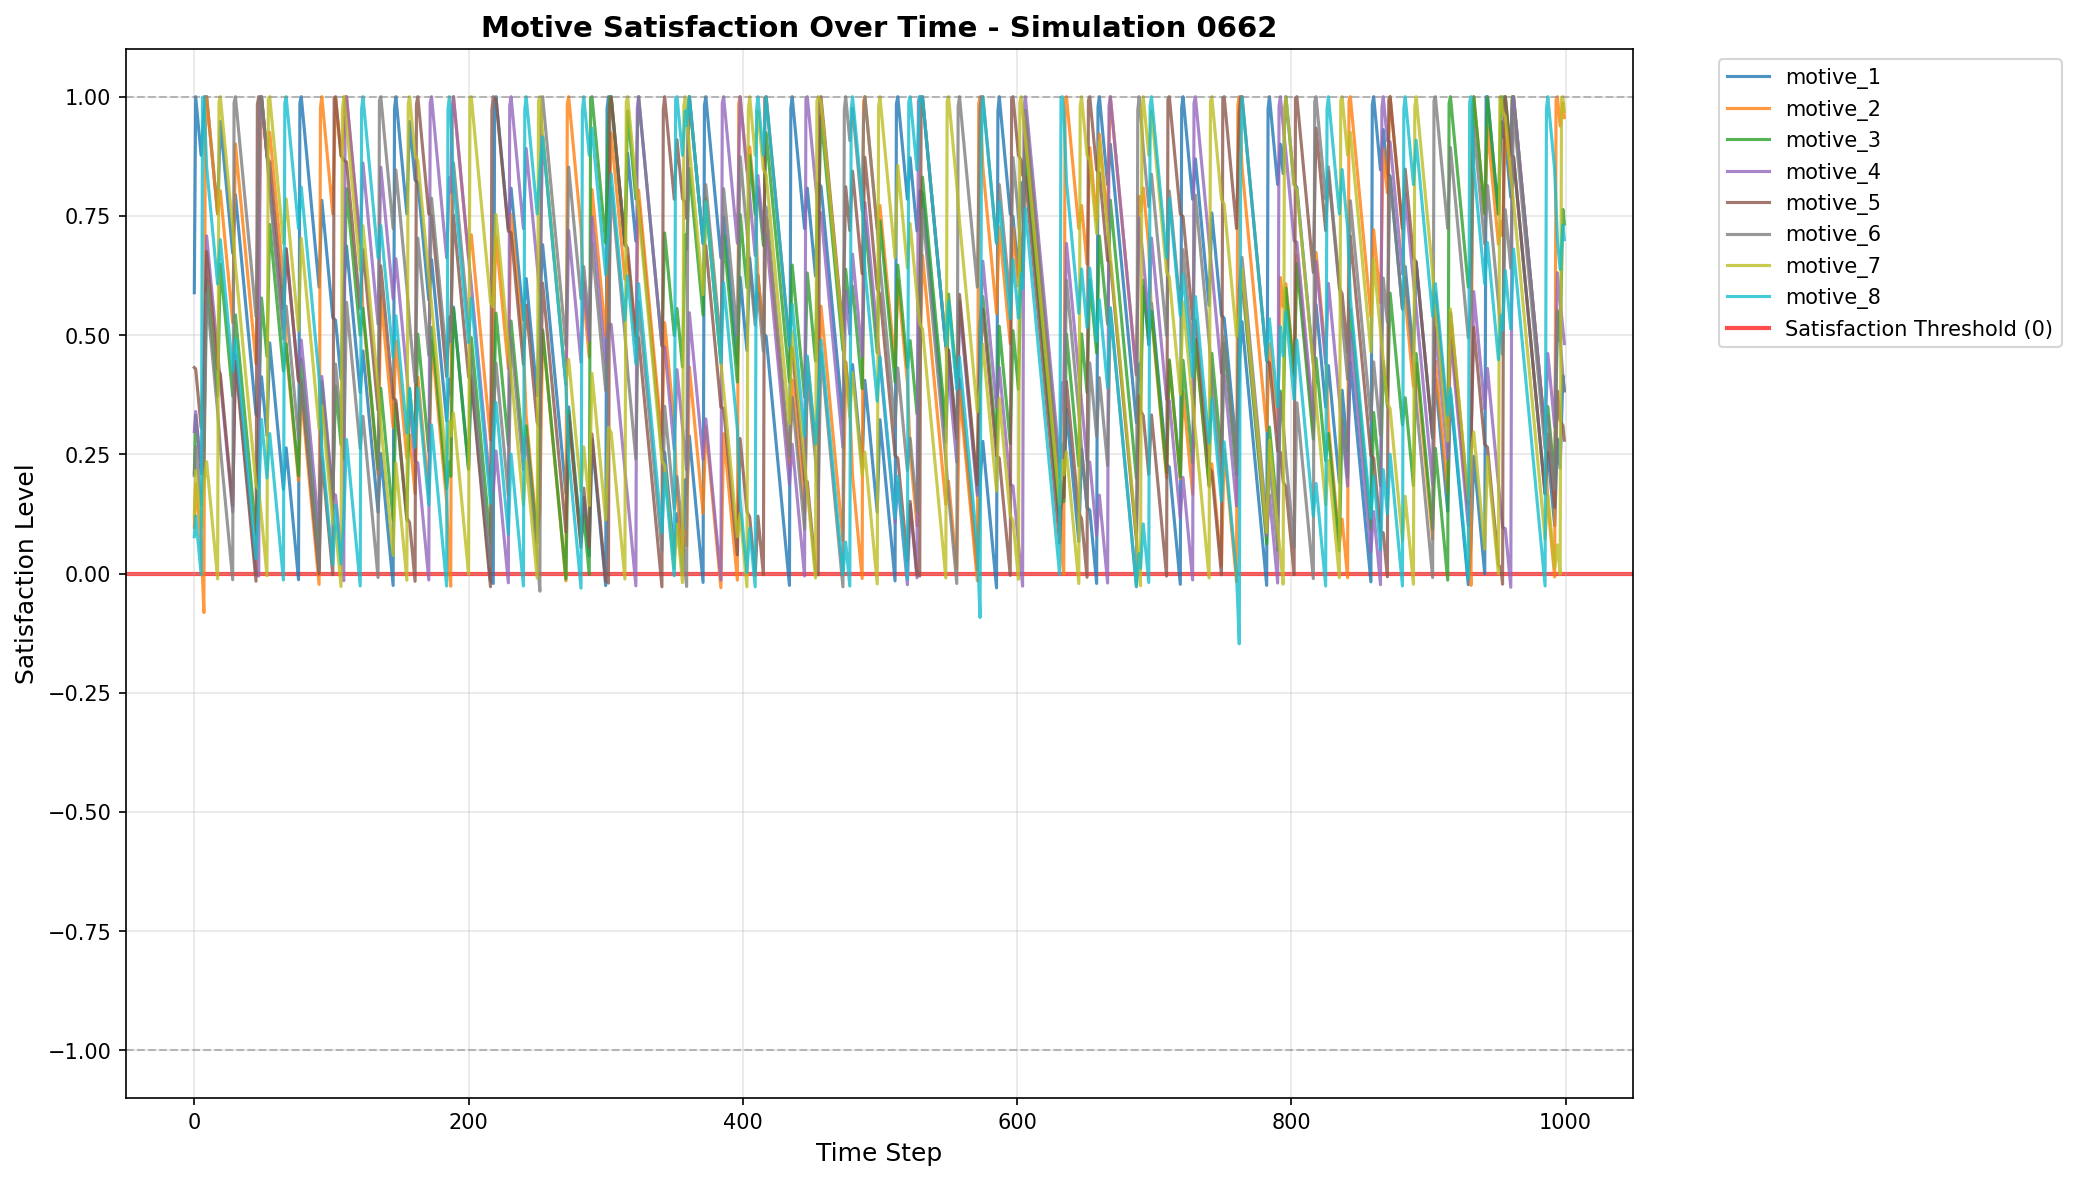 Motive Satisfaction Over Time - Simulation 0662
1.00
0.75
0.50
0.25
0.00
−0.25
−0.50
−0.75
−1.00
Satisfaction Level
0
200
400
600
800
1000
Time Step
motive_1
motive_2
motive_3
motive_4
motive_5
motive_6
motive_7
motive_8
Satisfaction Threshold (0)